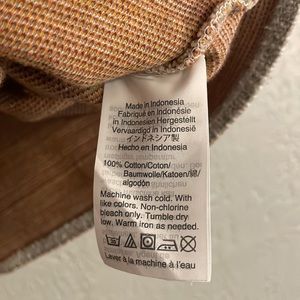 Made in Indonesia
Fabriqué en Indonésie
In Indonesien Hergestellt
Vervaardigd in Indonesië
インドネシア製
Hecho en Indonesia
100% Cotton/Coton/
Baumwolle/Katoen/綿/
algodón
Machine wash cold. With
like colors. Non-chlorine
bleach only. Tumble dry
low. Warm iron as needed.
Laver à la machine à l'eau